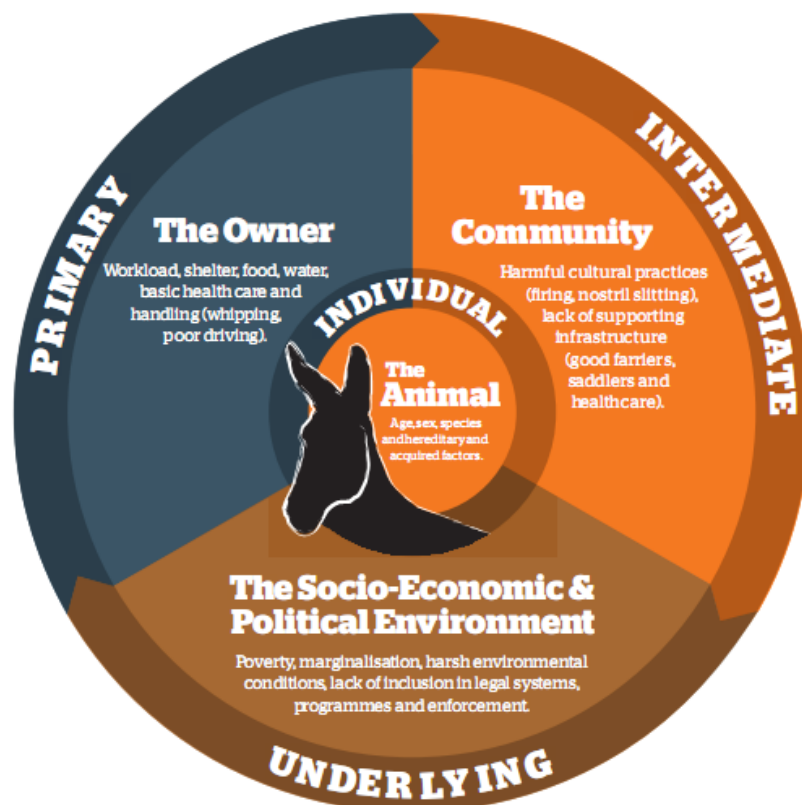 PRIMARY
The Owner
Workload, shelter, food, water,
basic health care and
handling (whipping,
poor driving).
INTERMEDIATE
The
Community
Harmful cultural practices
(firing, nostril slitting),
lack of supporting
infrastructure
(good farriers,
saddlers and
healthcare).
INDIVIDUAL
The
Animal
Age, sex, species
and hereditary and
acquired factors.
The Socio-Economic &
Political Environment
Poverty, marginalisation, harsh environmental
conditions, lack of inclusion in legal systems,
programmes and enforcement.
UNDERLYING